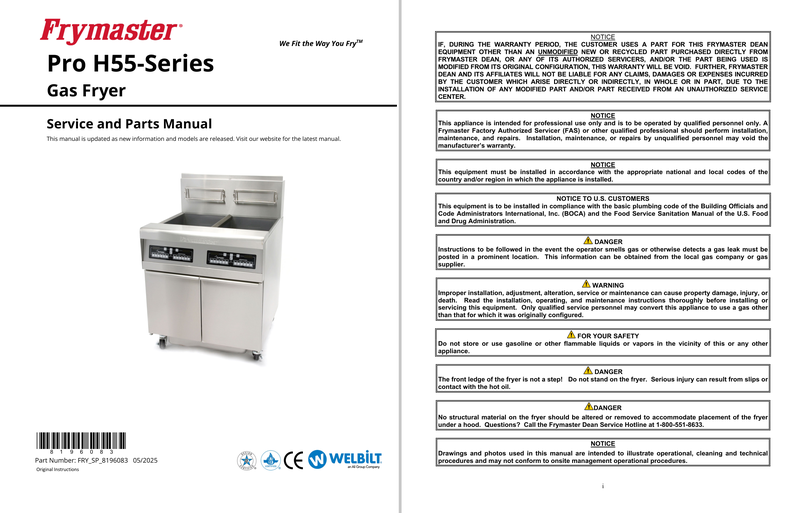 Frymaster®
We Fit the Way You Fry™
Pro H55-Series
Gas Fryer
Service and Parts Manual
This manual is updated as new information and models are released. Visit our website for the latest manual.
8 1 9 6 0 8 3
Part Number: FRY_SP_8196083 05/2025
Original Instructions
CE
WELBILT
an Ali Group Company
NOTICE
IF, DURING THE WARRANTY PERIOD, THE CUSTOMER USES A PART FOR THIS FRYMASTER DEAN
EQUIPMENT OTHER THAN AN UNMODIFIED NEW OR RECYCLED PART PURCHASED DIRECTLY FROM
FRYMASTER DEAN, OR ANY OF ITS AUTHORIZED SERVICERS, AND/OR THE PART BEING USED IS
MODIFIED FROM ITS ORIGINAL CONFIGURATION, THIS WARRANTY WILL BE VOID. FURTHER, FRYMASTER
DEAN AND ITS AFFILIATES WILL NOT BE LIABLE FOR ANY CLAIMS, DAMAGES OR EXPENSES INCURRED
BY THE CUSTOMER WHICH ARISE DIRECTLY OR INDIRECTLY, IN WHOLE OR IN PART, DUE TO THE
INSTALLATION OF ANY MODIFIED PART AND/OR PART RECEIVED FROM AN UNAUTHORIZED SERVICE
CENTER.
NOTICE
This appliance is intended for professional use only and is to be operated by qualified personnel only. A
Frymaster Factory Authorized Servicer (FAS) or other qualified professional should perform installation,
maintenance, and repairs. Installation, maintenance, or repairs by unqualified personnel may void the
manufacturer's warranty.
NOTICE
This equipment must be installed in accordance with the appropriate national and local codes of the
country and/or region in which the appliance is installed.
NOTICE TO U.S. CUSTOMERS
This equipment is to be installed in compliance with the basic plumbing code of the Building Officials and
Code Administrators International, Inc. (BOCA) and the Food Service Sanitation Manual of the U.S. Food
and Drug Administration.
DANGER
Instructions to be followed in the event the operator smells gas or otherwise detects a gas leak must be
posted in a prominent location. This information can be obtained from the local gas company or gas
supplier.
WARNING
Improper installation, adjustment, alteration, service or maintenance can cause property damage, injury, or
death. Read the installation, operating, and maintenance instructions thoroughly before installing or
servicing this equipment. Only qualified service personnel may convert this appliance to use a gas other
than that for which it was originally configured.
FOR YOUR SAFETY
Do not store or use gasoline or other flammable liquids or vapors in the vicinity of this or any other
appliance.
DANGER
The front ledge of the fryer is not a step! Do not stand on the fryer. Serious injury can result from slips or
contact with the hot oil.
DANGER
No structural material on the fryer should be altered or removed to accommodate placement of the fryer
under a hood. Questions? Call the Frymaster Dean Service Hotline at 1-800-551-8633.
NOTICE
Drawings and photos used in this manual are intended to illustrate operational, cleaning and technical
procedures and may not conform to onsite management operational procedures.
i